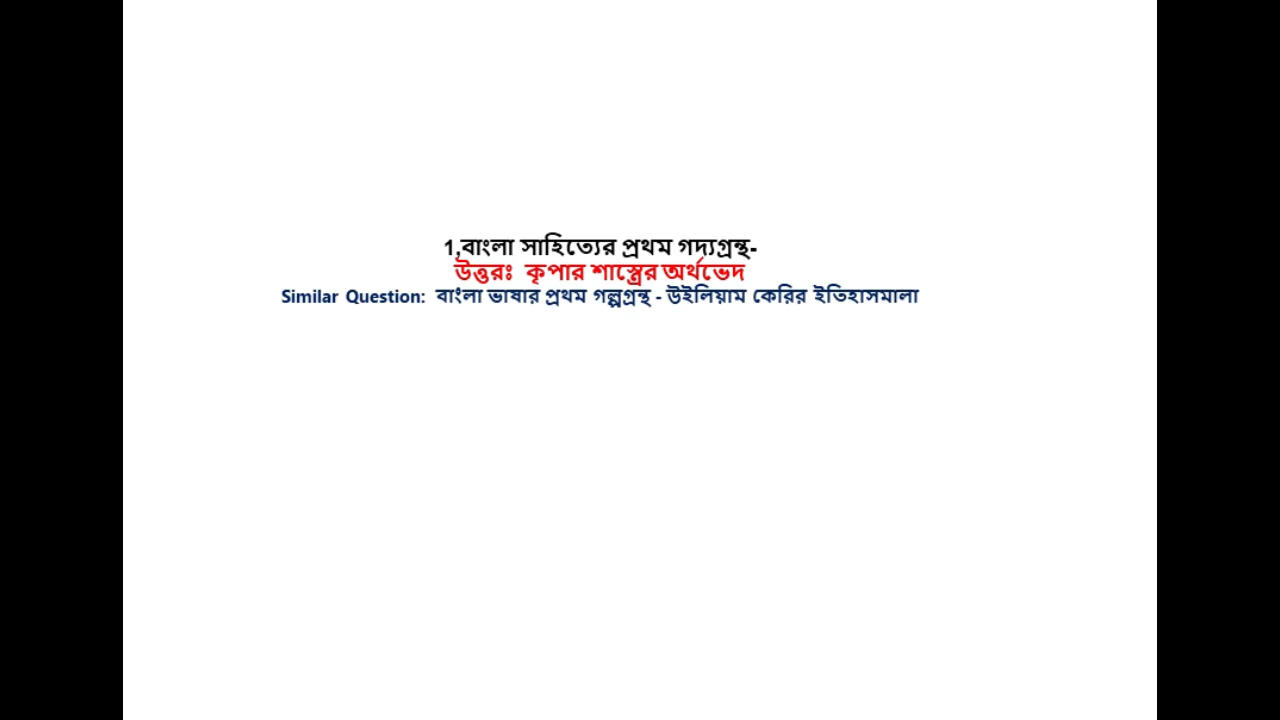 1,বাংলা সাহিত্যের প্রথম গদ্যগ্রন্থ-
উত্তরঃ কৃপার শাস্ত্রের অর্থভেদ
Similar Question: বাংলা ভাষার প্রথম গল্পগ্রন্থ - উইলিয়াম কেরির ইতিহাসমালা